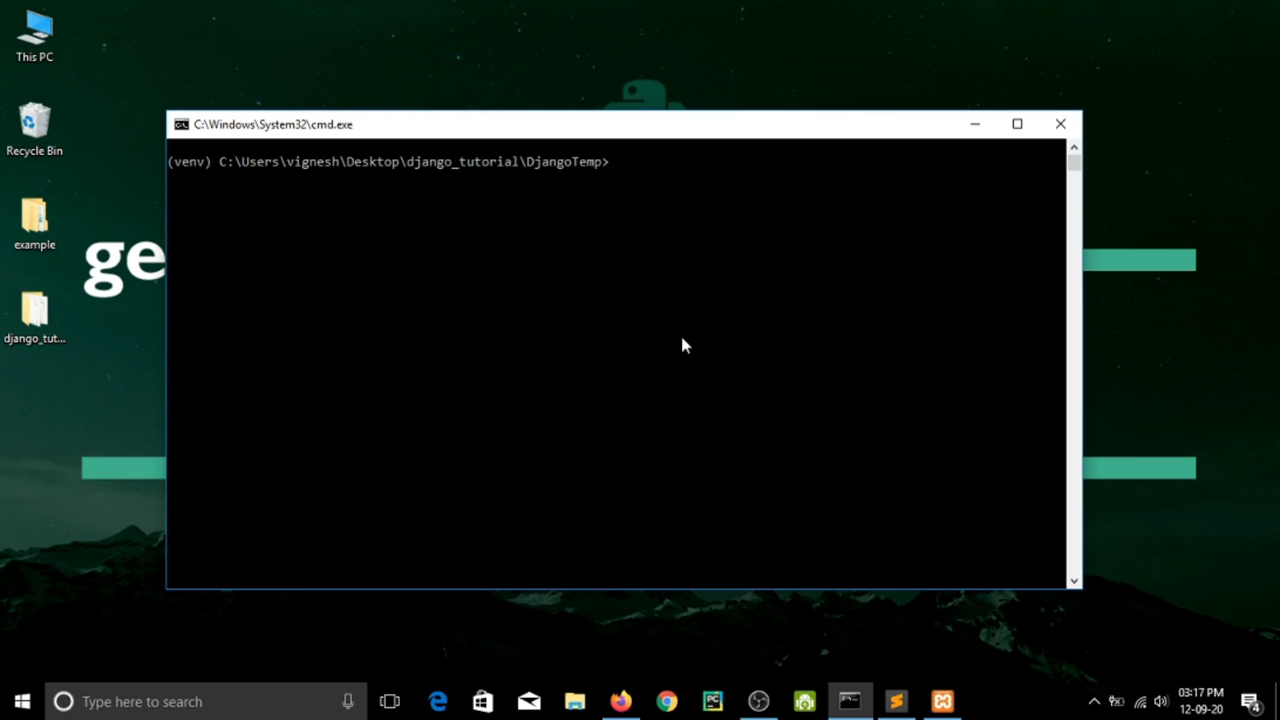 This PC
Recycle Bin
example
django_tut...
ge
C:\Windows\System32\cmd.exe
(venv) C:\Users\vignesh\Desktop\django_tutorial\DjangoTemp>
Type here to search
03:17 PM
12-09-20
4